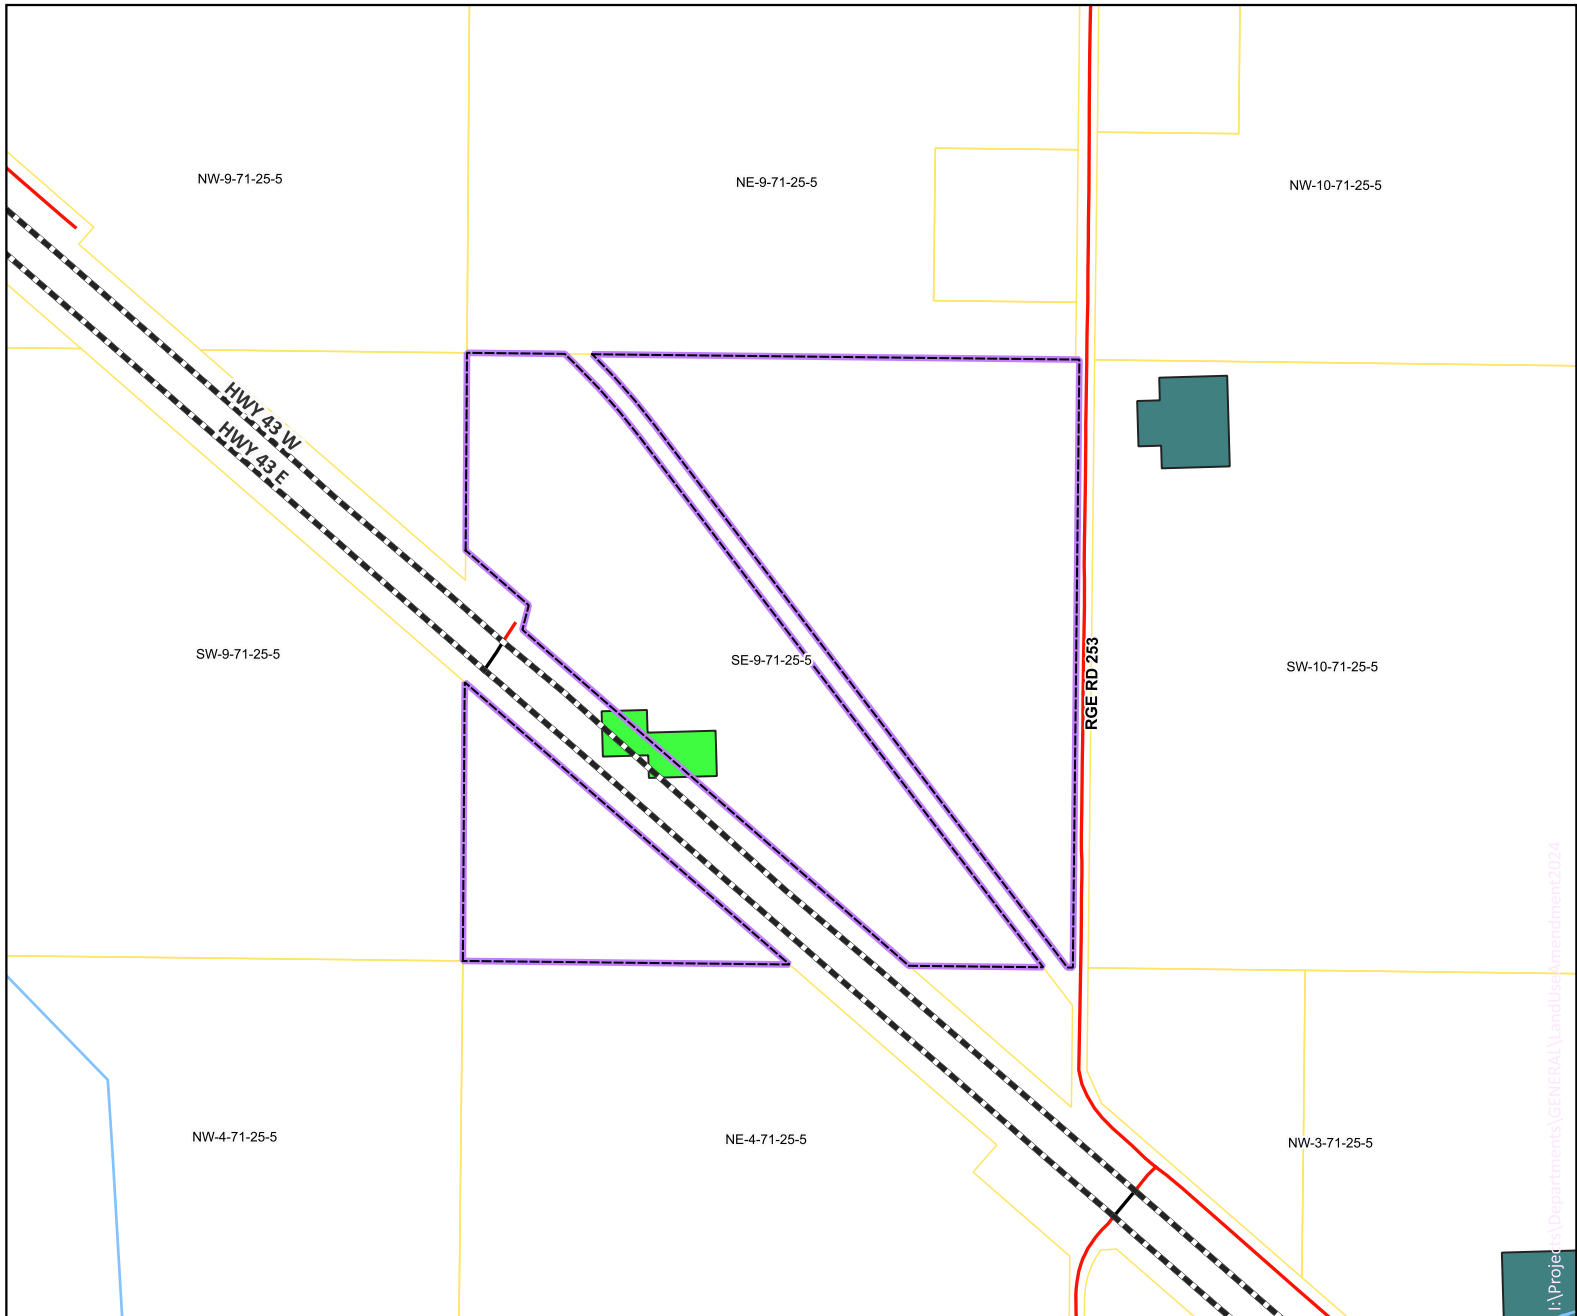 NW-9-71-25-5
NE-9-71-25-5
NW-10-71-25-5
HWY 43 W
HWY 43 E
SW-9-71-25-5
SE-9-71-25-5
RGE RD 253
SW-10-71-25-5
NW-4-71-25-5
NE-4-71-25-5
NW-3-71-25-5
I:\Projects\Departments\GENERAL\LandUseAmendment2024